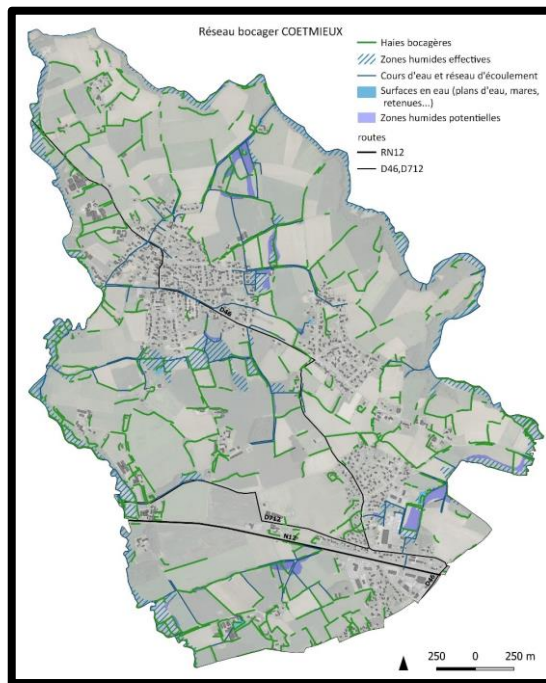 Réseau bocager COETMIEUX
Haies bocagères
Zones humides effectives
Cours d'eau et réseau d'écoulement
Surfaces en eau (plans d'eau, mares,
retenues...)
Zones humides potentielles
routes
RN12
D46,D712
D46
D712
N12
D46
250 0 250 m